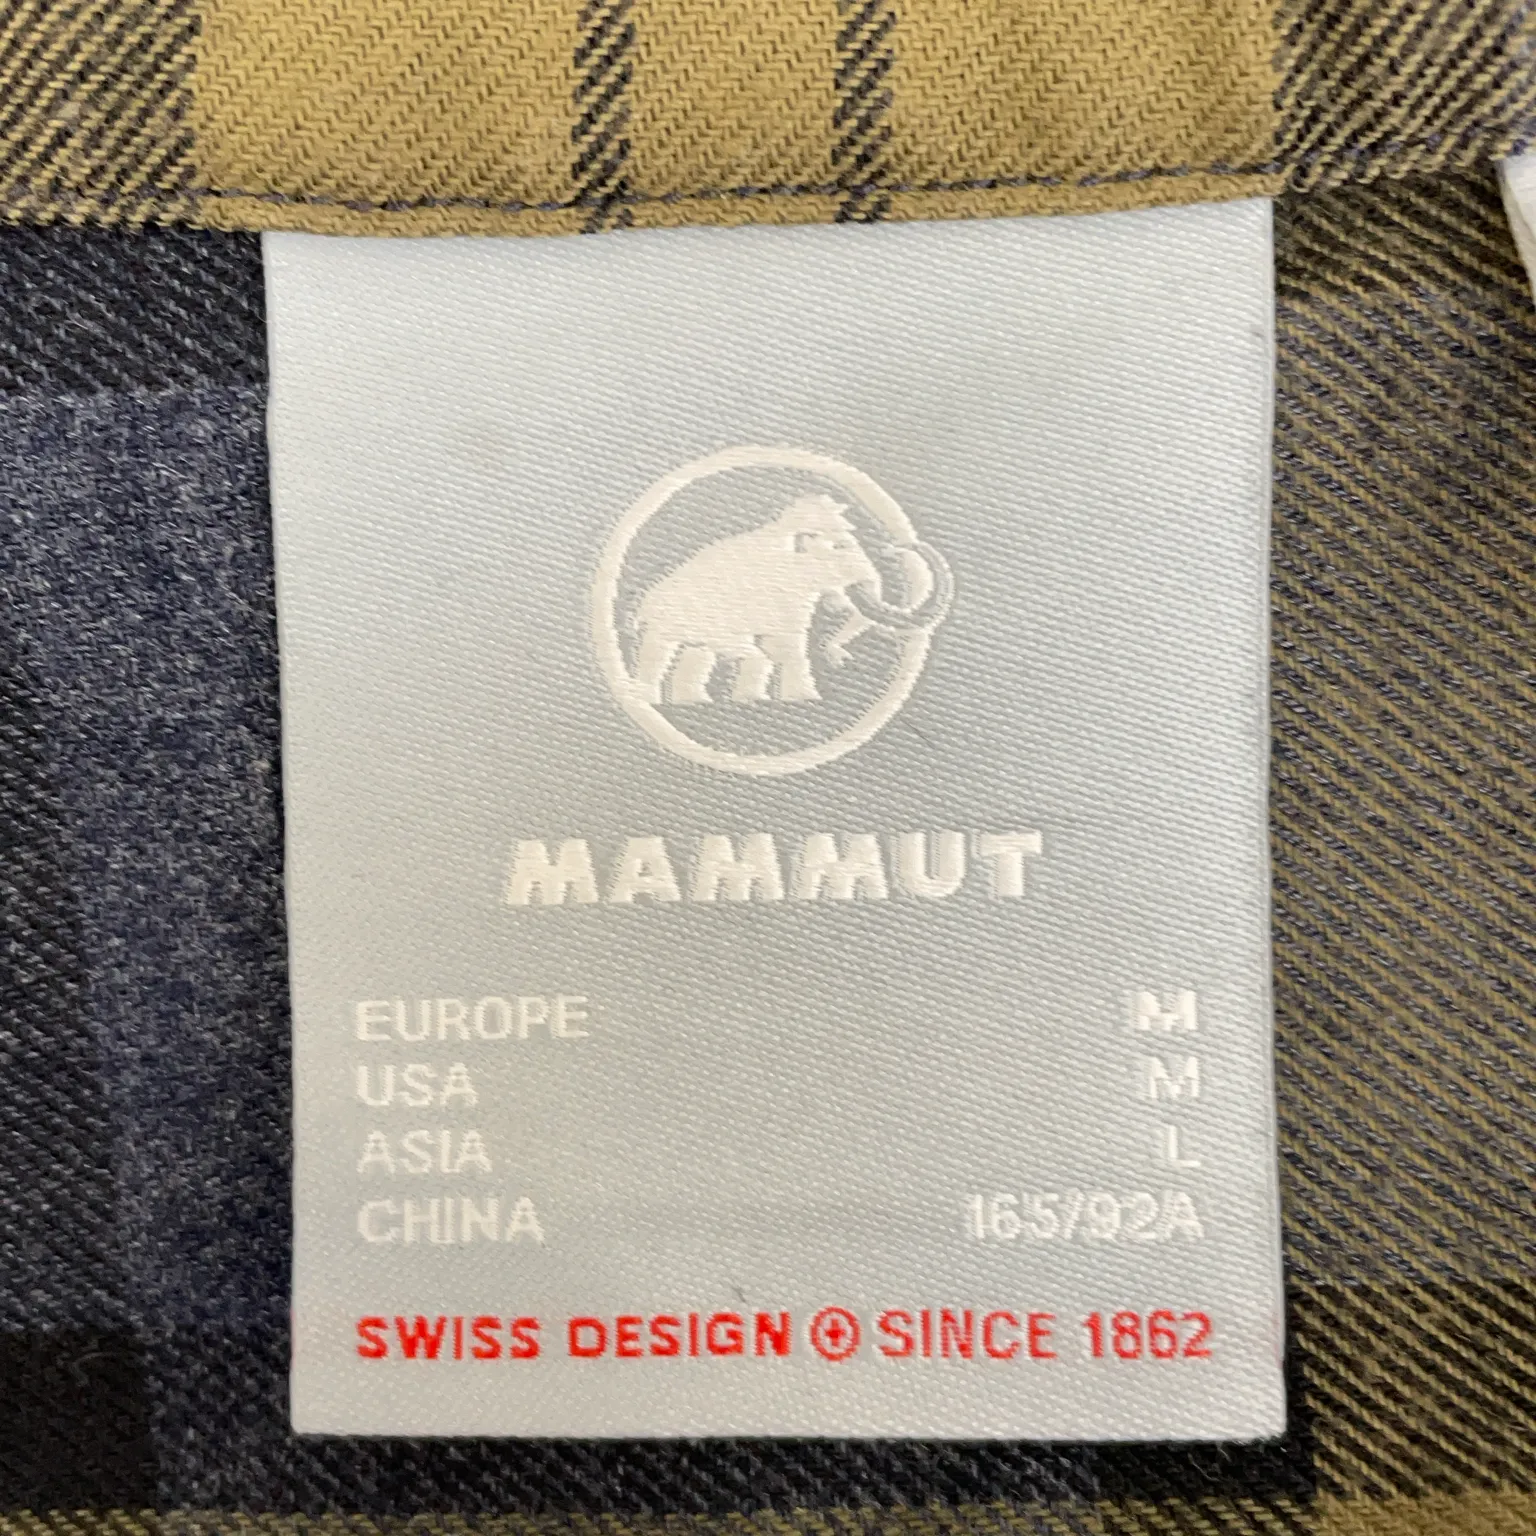 MAMMUT
EUROPE M
USA M
ASIA L
CHINA 165/92A
SWISS DESIGN + SINCE 1862